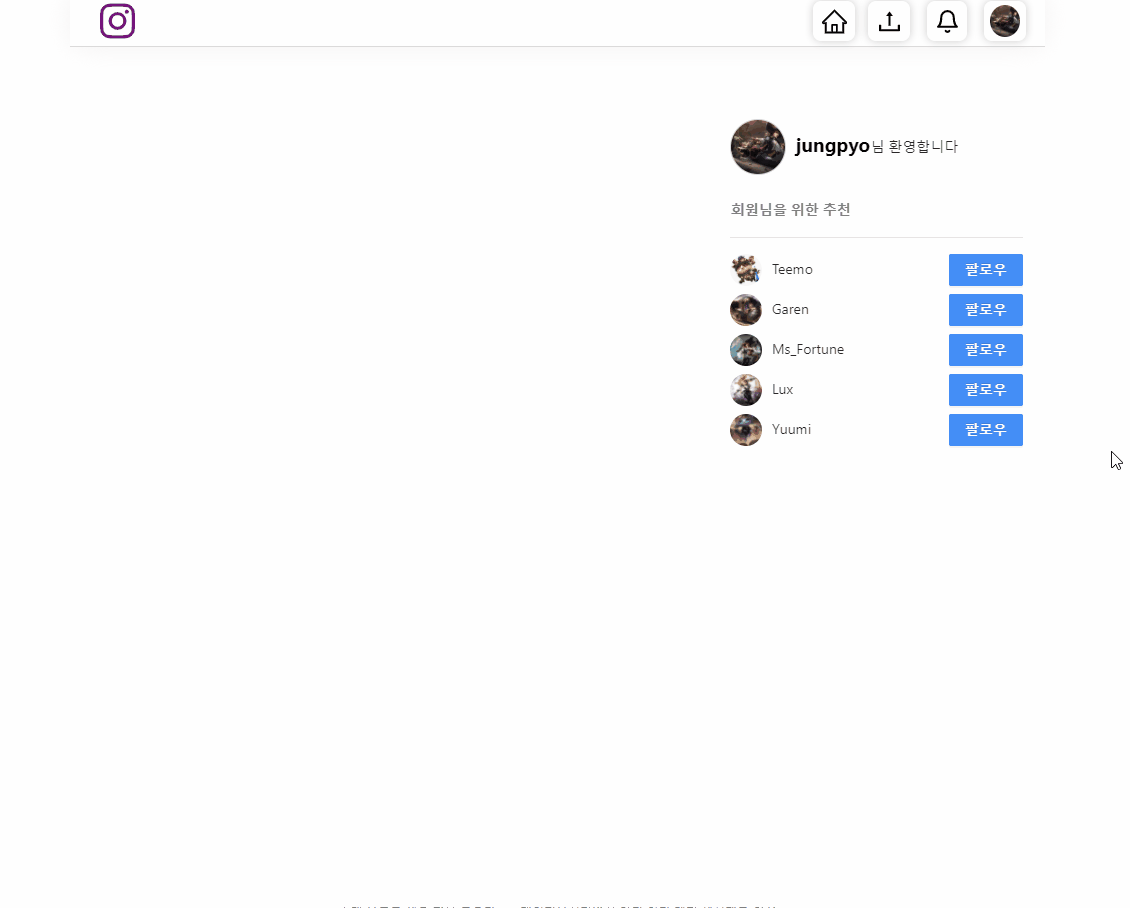 jungpyo님 환영합니다
회원님을 위한 추천
Teemo 팔로우
Garen 팔로우
Ms_Fortune 팔로우
Lux 팔로우
Yuumi 팔로우